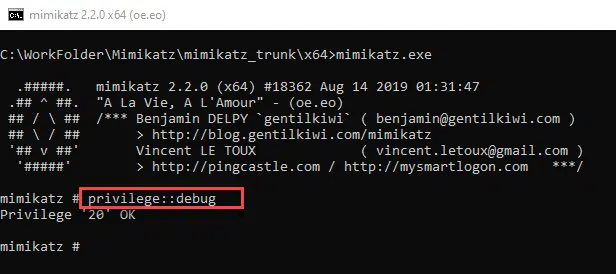 mimikatz 2.2.0 x64 (oe.eo)
C:\WorkFolder\Mimikatz\mimikatz_trunk\x64>mimikatz.exe
.#####.   mimikatz 2.2.0 (x64) #18362 Aug 14 2019 01:31:47
.## ^ ##.  "A La Vie, A L'Amour" - (oe.eo)
## / \ ##  /*** Benjamin DELPY `gentilkiwi` ( benjamin@gentilkiwi.com )
## \ / ##       > http://blog.gentilkiwi.com/mimikatz
'## v ##'       Vincent LE TOUX             ( vincent.letoux@gmail.com )
'#####'        > http://pingcastle.com / http://mysmartlogon.com   ***/
mimikatz # privilege::debug
Privilege '20' OK
mimikatz #